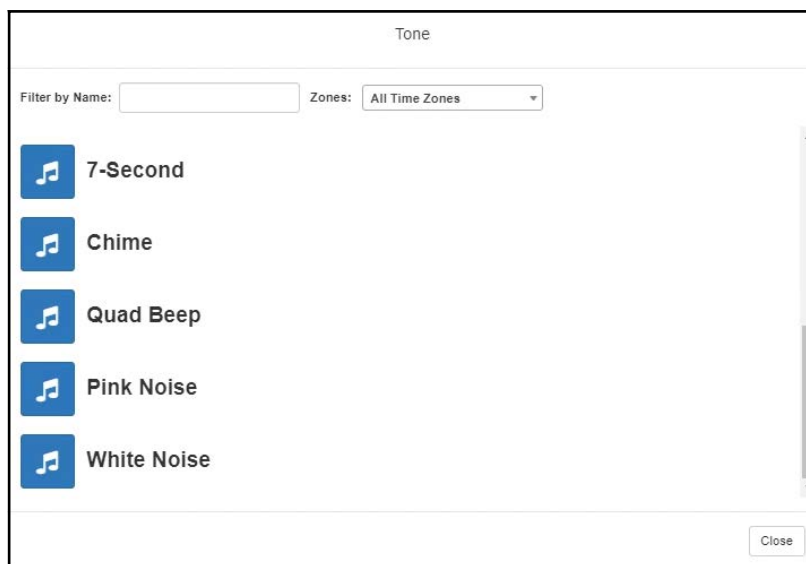 Tone
Filter by Name: Zones: All Time Zones
7-Second
Chime
Quad Beep
Pink Noise
White Noise
Close